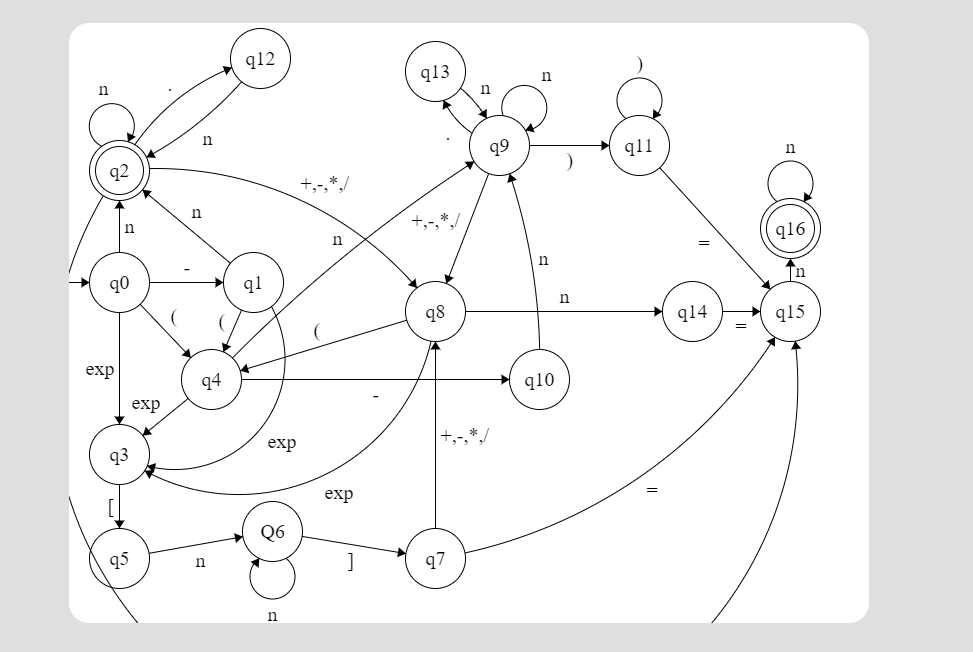 q12
q13
n
n
)
n
.
.
n
q2
q9
)
q11
n
n
+,-,*,/
+,-,*,/
n
n
q16
=
n
n
q0
-
q1
n
n
q8
q14
=
q15
(
(
(
exp
q4
-
q10
exp
exp
+,-,*,/
q3
exp
=
[
Q6
q5
n
]
q7
n